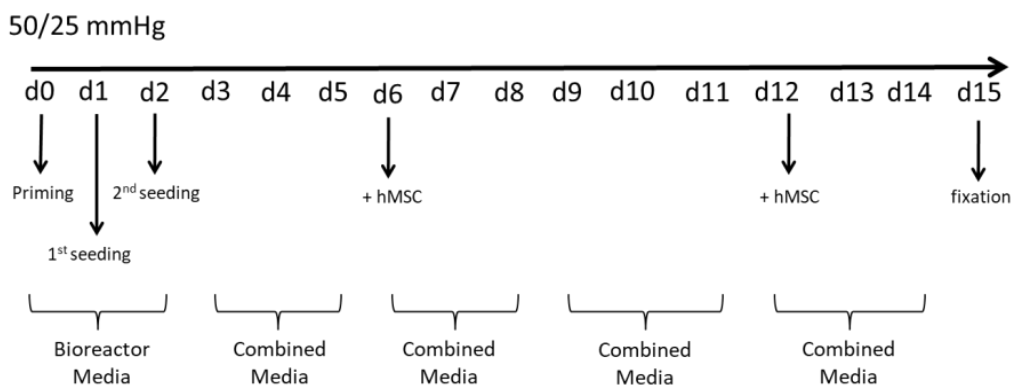 50/25 mmHg
d0 d1 d2 d3 d4 d5 d6 d7 d8 d9 d10 d11 d12 d13 d14 d15
Priming 2nd seeding + hMSC + hMSC fixation
1st seeding
Bioreactor Combined Combined Combined Combined
Media Media Media Media Media